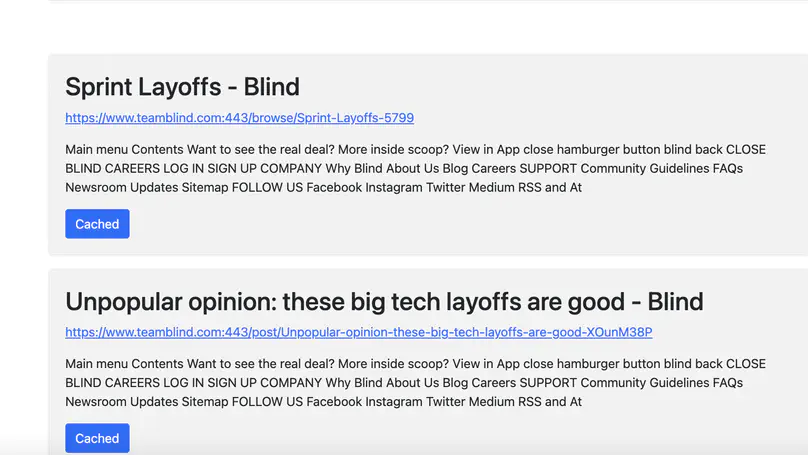 Sprint Layoffs - Blind
https://www.teamblind.com:443/browse/Sprint-Layoffs-5799
Main menu Contents Want to see the real deal? More inside scoop? View in App close hamburger button blind back CLOSE
BLIND CAREERS LOG IN SIGN UP COMPANY Why Blind About Us Blog Careers SUPPORT Community Guidelines FAQs
Newsroom Updates Sitemap FOLLOW US Facebook Instagram Twitter Medium RSS and At
Cached
Unpopular opinion: these big tech layoffs are good - Blind
https://www.teamblind.com:443/post/Unpopular-opinion-these-big-tech-layoffs-are-good-XOunM38P
Main menu Contents Want to see the real deal? More inside scoop? View in App close hamburger button blind back CLOSE
BLIND CAREERS LOG IN SIGN UP COMPANY Why Blind About Us Blog Careers SUPPORT Community Guidelines FAQs
Newsroom Updates Sitemap FOLLOW US Facebook Instagram Twitter Medium RSS and At
Cached